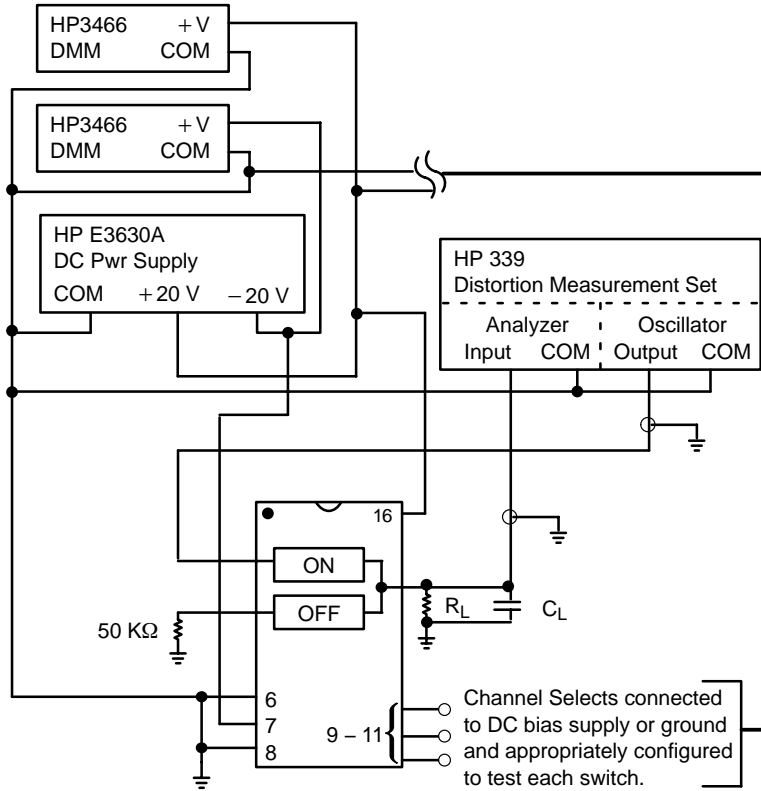 HP3466 + V
DMM COM
HP3466 + V
DMM COM
HP E3630A
DC Pwr Supply
COM + 20 V – 20 V
HP 339
Distortion Measurement Set
Analyzer Oscillator
Input COM Output COM
16
ON
OFF
50 KΩ
RL
CL
6
7
8
9 – 11
Channel Selects connected
to DC bias supply or ground
and appropriately configured
to test each switch.